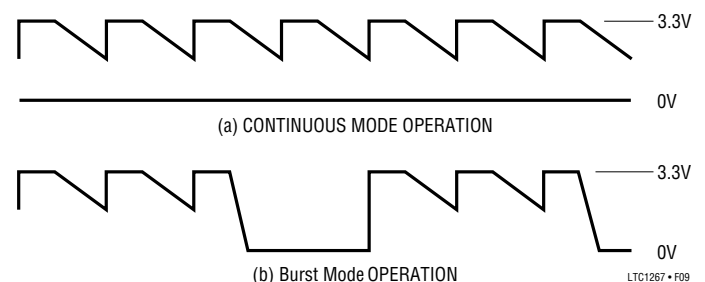 3.3V
0V
(a) CONTINUOUS MODE OPERATION
3.3V
0V
(b) Burst Mode OPERATION
LTC1267 • F09